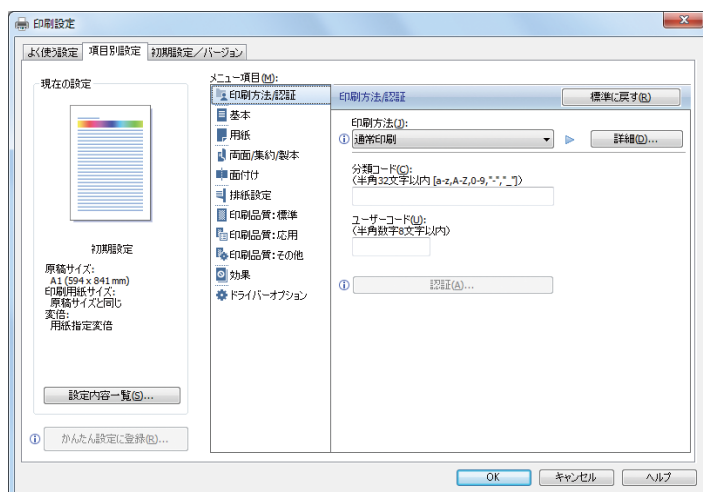 印刷設定
よく使う設定 項目別設定 初期設定／バージョン
現在の設定
初期設定
原稿サイズ:
A1 (594 x 841 mm)
印刷用紙サイズ:
原稿サイズと同じ
変倍:
用紙指定変倍
設定内容一覧(S)...
かんたん設定に登録(R)...
メニュー項目(M):
印刷方法/認証
基本
用紙
両面/集約/製本
面付け
排紙設定
印刷品質:標準
印刷品質:応用
印刷品質:その他
効果
ドライバーオプション
印刷方法/認証
標準に戻す(R)
印刷方法(J):
通常印刷
詳細(D)...
分類コード(C):
(半角32文字以内 [a-z,A-Z,0-9,"-","_"])
ユーザーコード(U):
(半角数字8文字以内)
認証(A)...
OK キャンセル ヘルプ